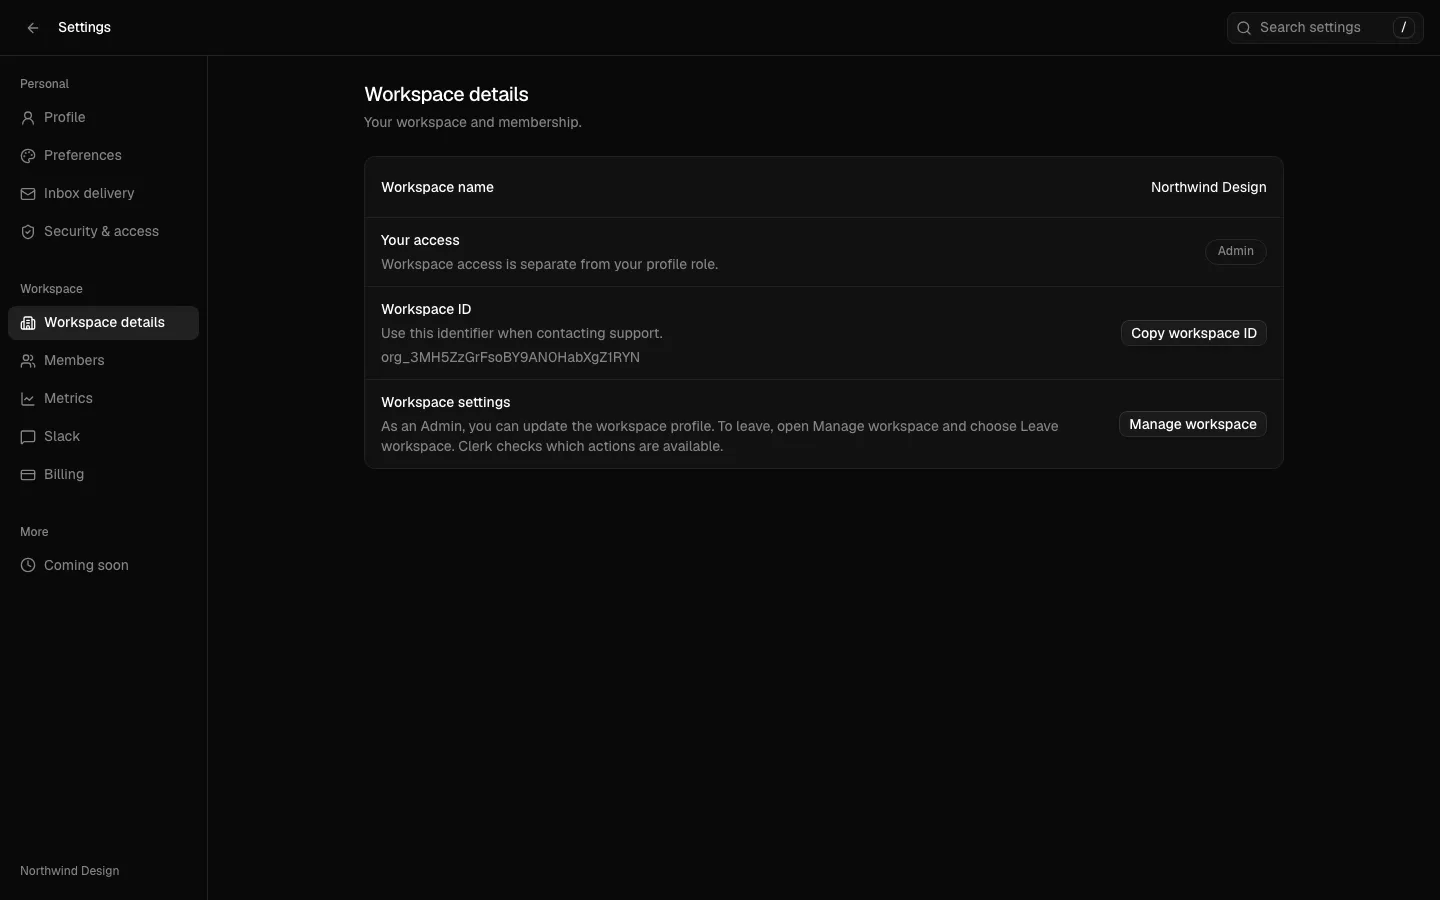 Settings
Search settings
/
Personal
Profile
Preferences
Inbox delivery
Security & access
Workspace
Workspace details
Members
Metrics
Slack
Billing
More
Coming soon
Northwind Design
Workspace details
Your workspace and membership.
Workspace name
Northwind Design
Your access
Workspace access is separate from your profile role.
Admin
Workspace ID
Use this identifier when contacting support.
org_3MH5ZzGrFsoBY9AN0HabXgZ1RYN
Copy workspace ID
Workspace settings
As an Admin, you can update the workspace profile. To leave, open Manage workspace and choose Leave
workspace. Clerk checks which actions are available.
Manage workspace